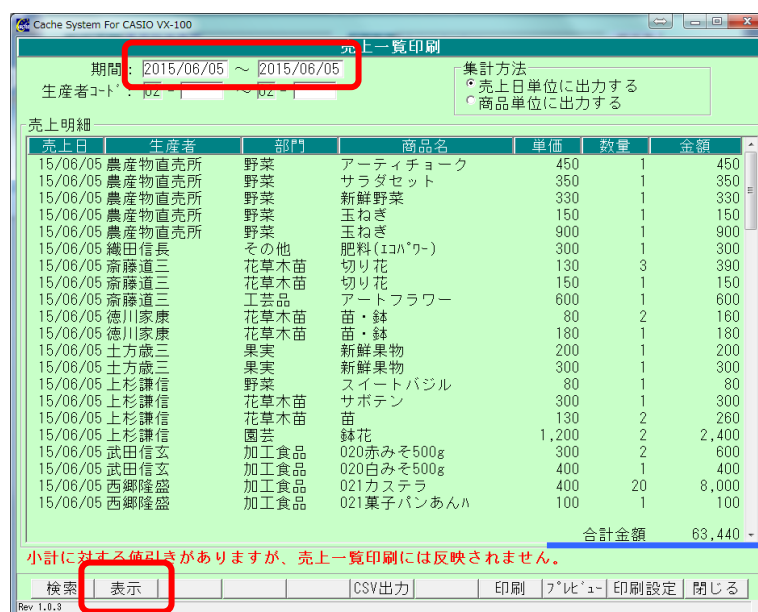 Cache System For CASIO VX-100
売上一覧印刷
期間： 2015/06/05 ～ 2015/06/05
生産者ｺｰﾄﾞ： 02 - ～ 02 -
集計方法
売上日単位に出力する
商品単位に出力する
売上明細
売上日 生産者 部門 商品名 単価 数量 金額
15/06/05 農産物直売所 野菜 アーティチョーク 450 1 450
15/06/05 農産物直売所 野菜 サラダセット 350 1 350
15/06/05 農産物直売所 野菜 新鮮野菜 330 1 330
15/06/05 農産物直売所 野菜 玉ねぎ 150 1 150
15/06/05 農産物直売所 野菜 玉ねぎ 900 1 900
15/06/05 織田信長 その他 肥料(ｴｺﾊﾟﾜｰ) 300 1 300
15/06/05 斎藤道三 花草木苗 切り花 130 3 390
15/06/05 斎藤道三 花草木苗 切り花 150 1 150
15/06/05 斎藤道三 工芸品 アートフラワー 600 1 600
15/06/05 徳川家康 花草木苗 苗・鉢 80 2 160
15/06/05 徳川家康 花草木苗 苗・鉢 180 1 180
15/06/05 土方歳三 果実 新鮮果物 200 1 200
15/06/05 土方歳三 果実 新鮮果物 300 1 300
15/06/05 上杉謙信 野菜 スイートバジル 80 1 80
15/06/05 上杉謙信 花草木苗 サボテン 300 1 300
15/06/05 上杉謙信 花草木苗 苗 130 2 260
15/06/05 上杉謙信 園芸 鉢花 1,200 2 2,400
15/06/05 武田信玄 加工食品 020赤みそ500g 300 2 600
15/06/05 武田信玄 加工食品 020白みそ500g 400 1 400
15/06/05 西郷隆盛 加工食品 021カステラ 400 20 8,000
15/06/05 西郷隆盛 加工食品 021菓子パンあんﾊ 100 1 100
合計金額 63,440
小計に対する値引きがありますが、売上一覧印刷には反映されません。
検索 表示 CSV出力 印刷 ﾌﾟﾚﾋﾞｭｰ 印刷設定 閉じる
Rev 1.0.3